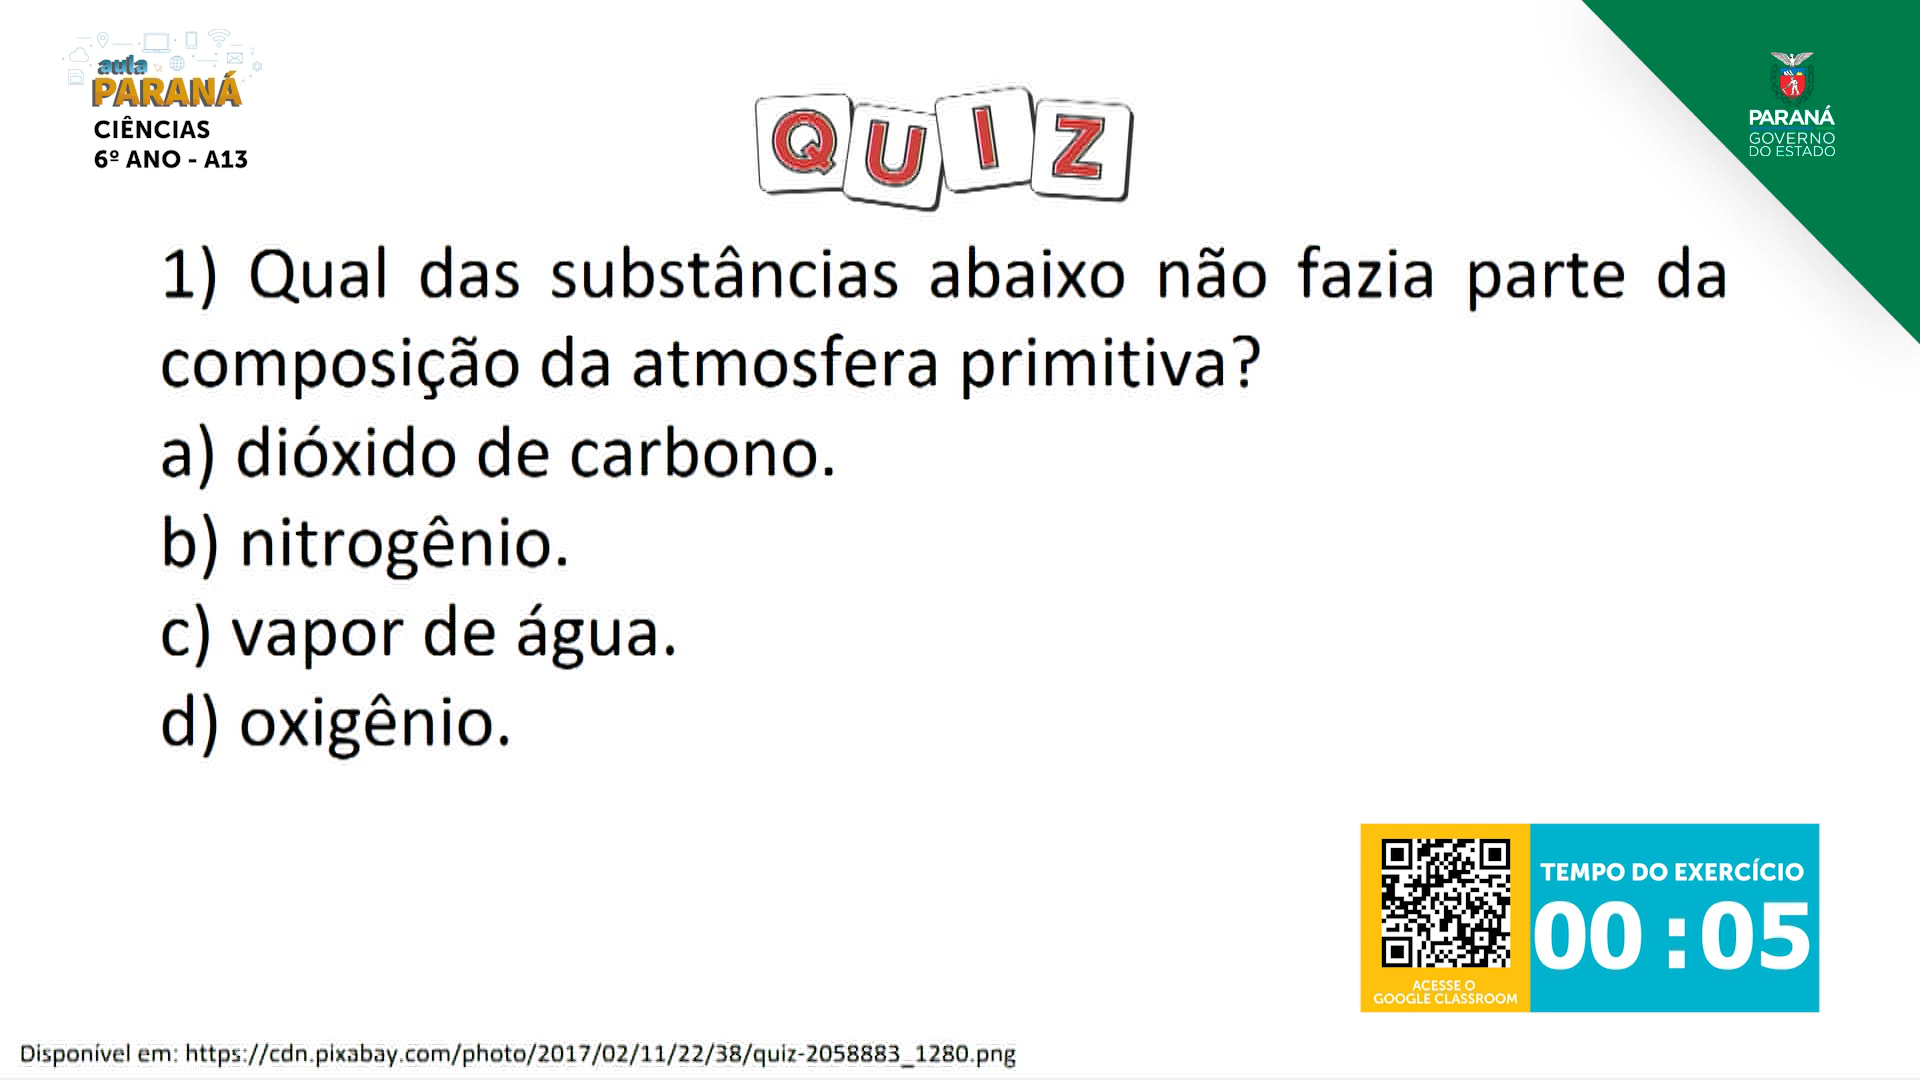 aula
PARANÁ
CIÊNCIAS
6º ANO - A13
QUIZ
PARANÁ
GOVERNO
DO ESTADO
1) Qual das substâncias abaixo não fazia parte da
composição da atmosfera primitiva?
a) dióxido de carbono.
b) nitrogênio.
c) vapor de água.
d) oxigênio.
TEMPO DO EXERCÍCIO
00:05
ACESSE O
GOOGLE CLASSROOM
Disponível em: https://cdn.pixabay.com/photo/2017/02/11/22/38/quiz-2058883_1280.png